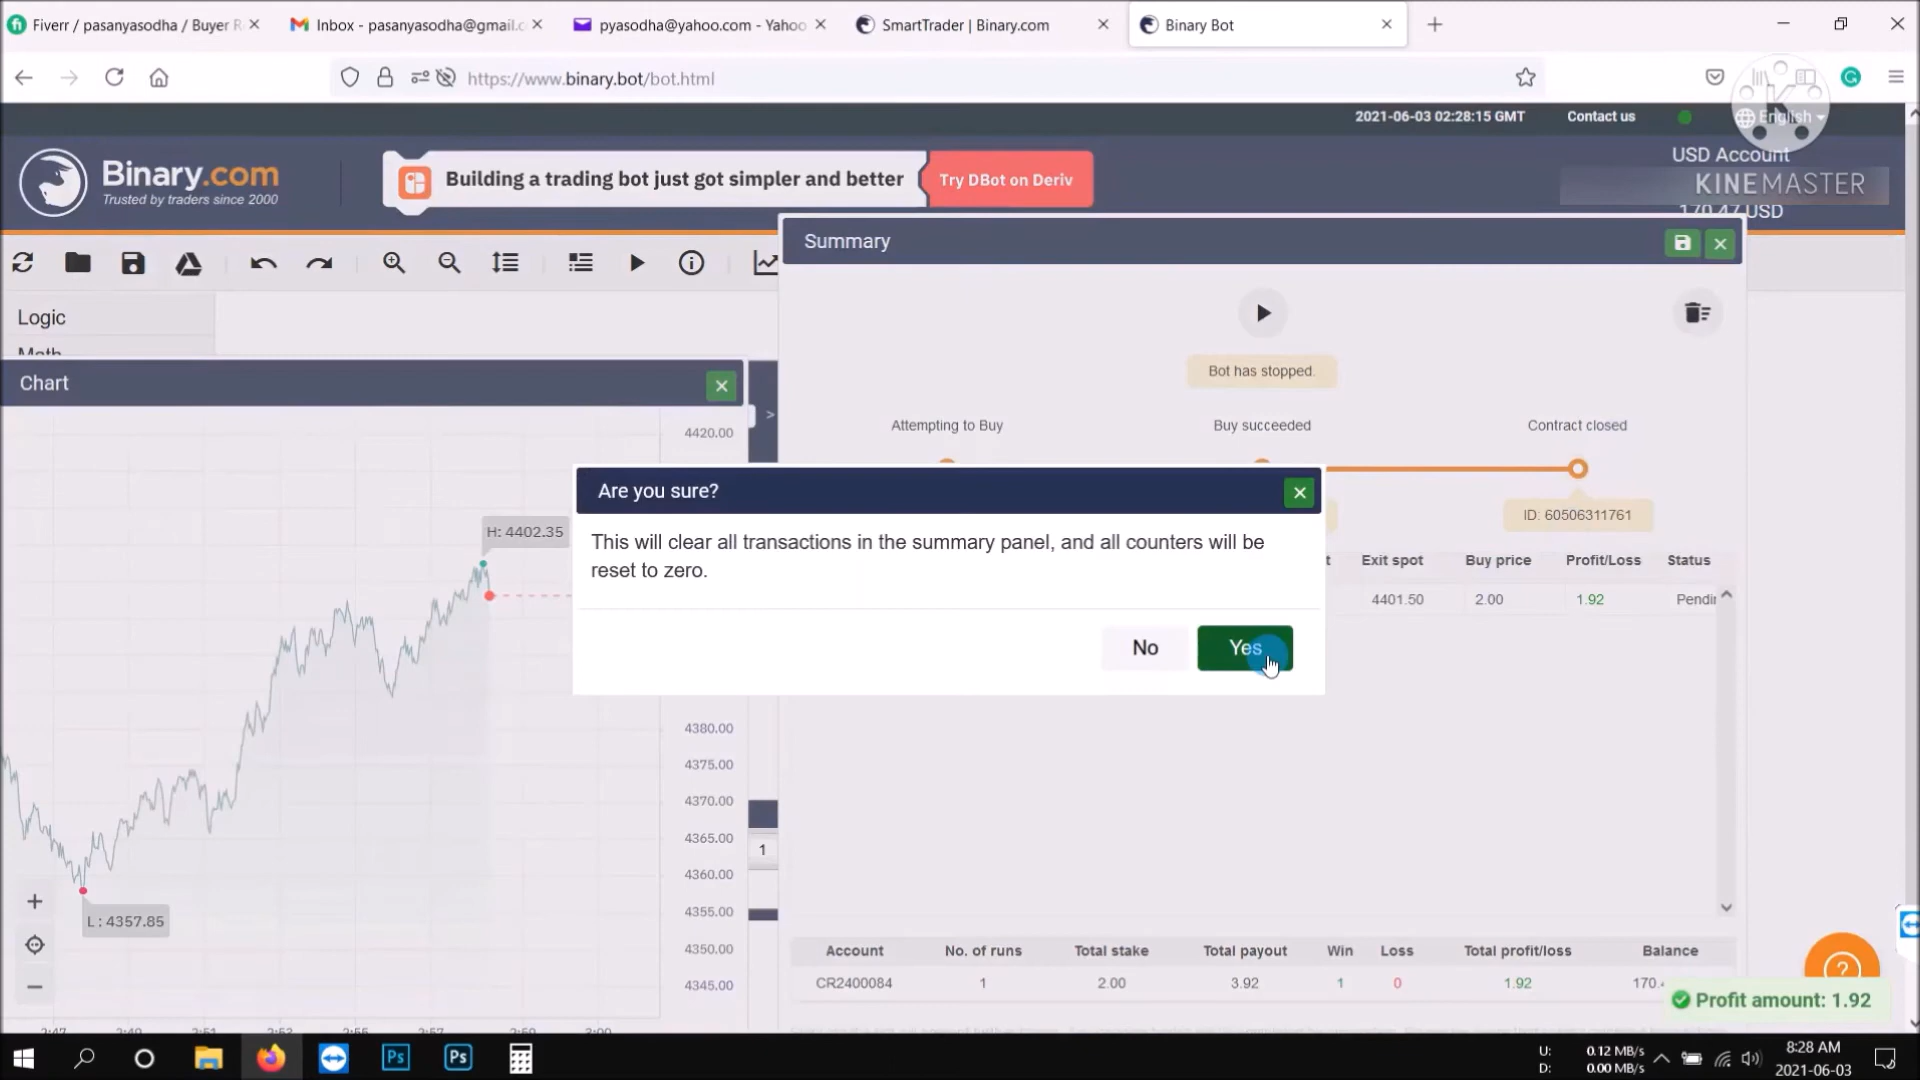 Fiverr / pasanyasodha / Buyer R
Inbox - pasanyasodha@gmail.c
pyasodha@yahoo.com - Yahoo
SmartTrader | Binary.com
Binary Bot
https://www.binary.bot/bot.html
2021-06-03 02:28:15 GMT
Contact us
English
Binary.com
Trusted by traders since 2000
Building a trading bot just got simpler and better
Try DBot on Deriv
USD Account
KINEMASTER
170.47 USD
Summary
Logic
Math
Bot has stopped.
Chart
Attempting to Buy
Buy succeeded
Contract closed
4420.00
Are you sure?
ID: 60506311761
H: 4402.35
This will clear all transactions in the summary panel, and all counters will be
reset to zero.
Exit spot
Buy price
Profit/Loss
Status
4401.50
2.00
1.92
No
Yes
4380.00
4375.00
4370.00
4365.00
1
4360.00
4355.00
L: 4357.85
4350.00
4345.00
Account
No. of runs
Total stake
Total payout
Win
Loss
Total profit/loss
Balance
CR2400084
1
2.00
3.92
1
0
1.92
170.
Profit amount: 1.92
U: 0.12 MB/s
D: 0.00 MB/s
8:28 AM
2021-06-03